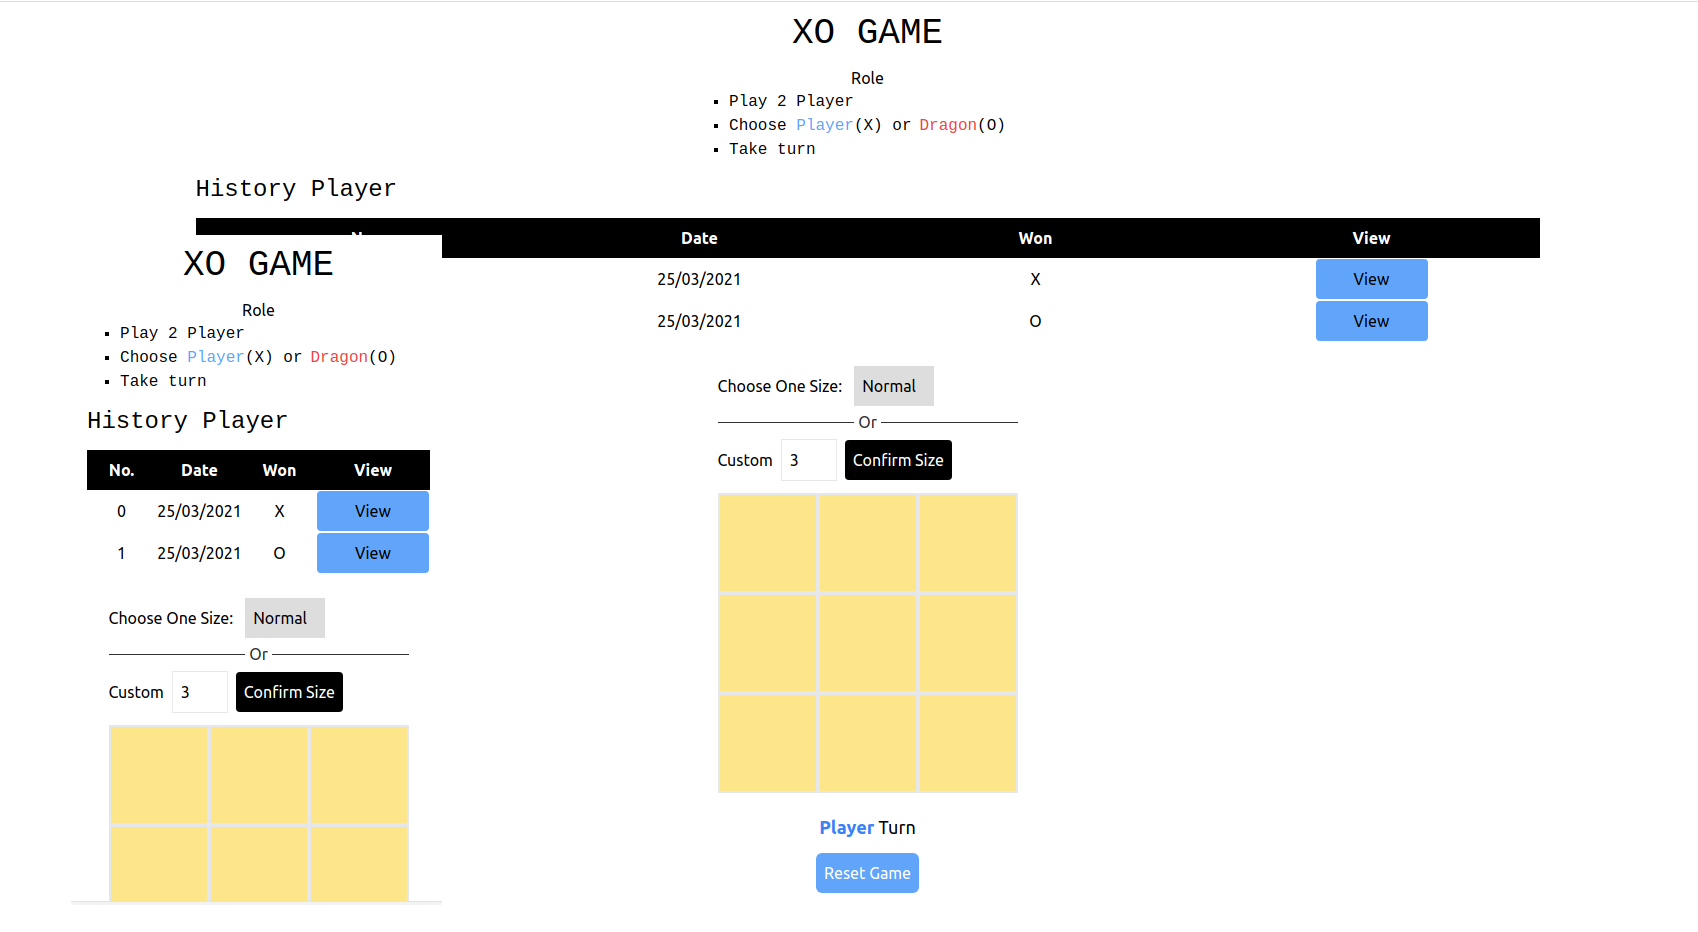 XO GAME
Role
Play 2 Player
Choose Player(X) or Dragon(O)
Take turn
History Player
Date Won View
25/03/2021 X View
25/03/2021 O View
Choose One Size: Normal
Or
Custom 3 Confirm Size
Player Turn
Reset Game
XO GAME
Role
Play 2 Player
Choose Player(X) or Dragon(O)
Take turn
History Player
No. Date Won View
0 25/03/2021 X View
1 25/03/2021 O View
Choose One Size: Normal
Or
Custom 3 Confirm Size